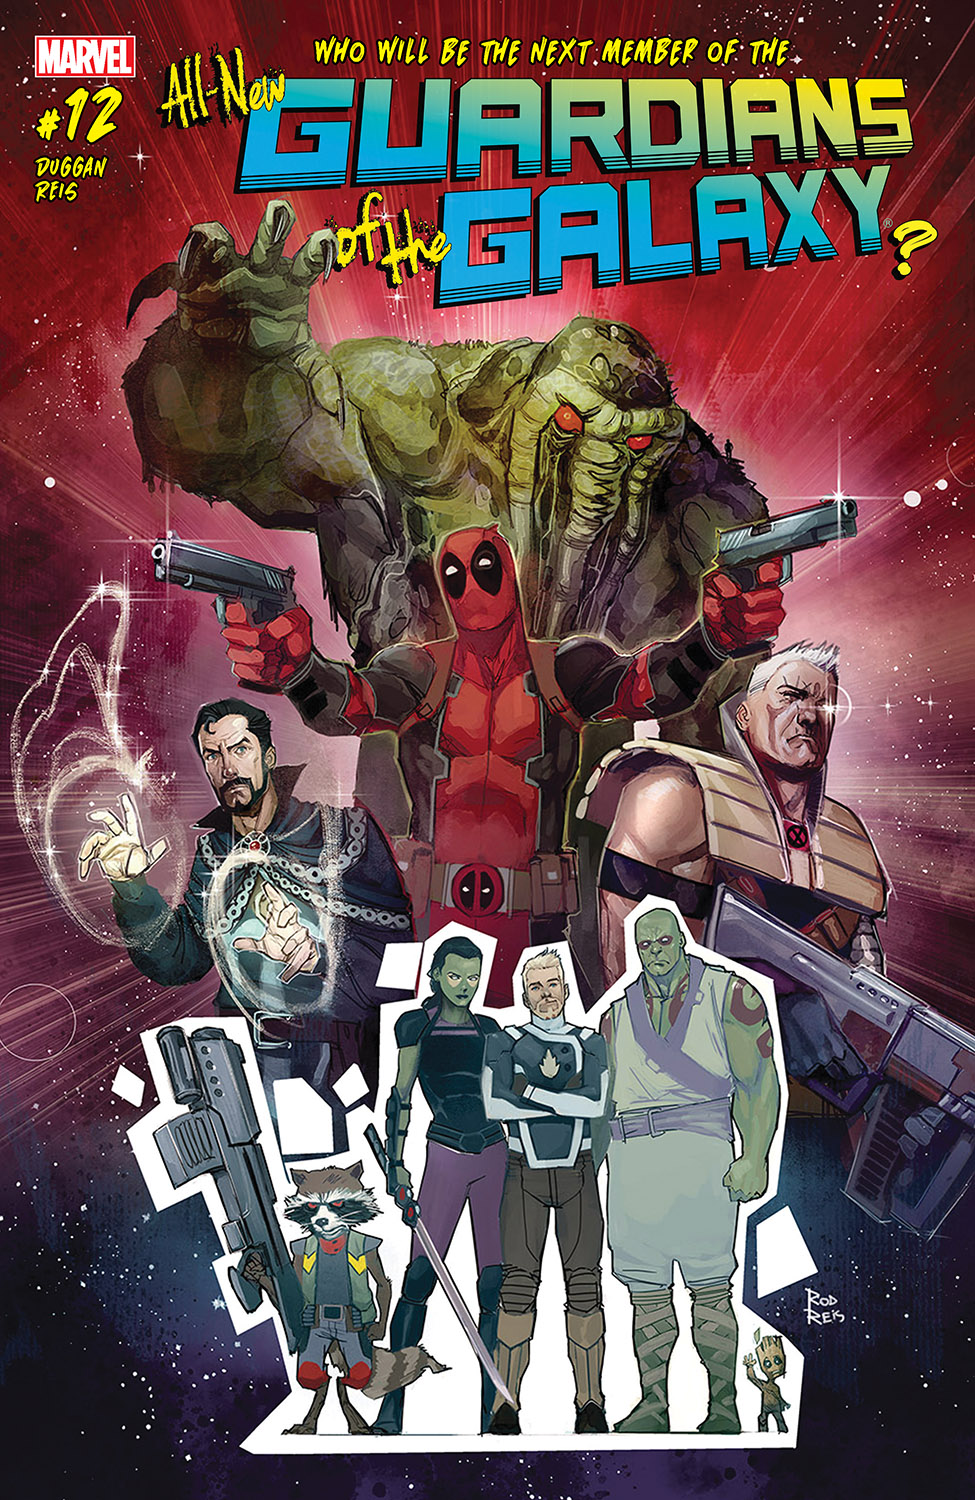 MARVEL
#12
DUGGAN
REIS
WHO WILL BE THE NEXT MEMBER OF THE
All-New
GUARDIANS
of the
GALAXY®?
ROD
REIS